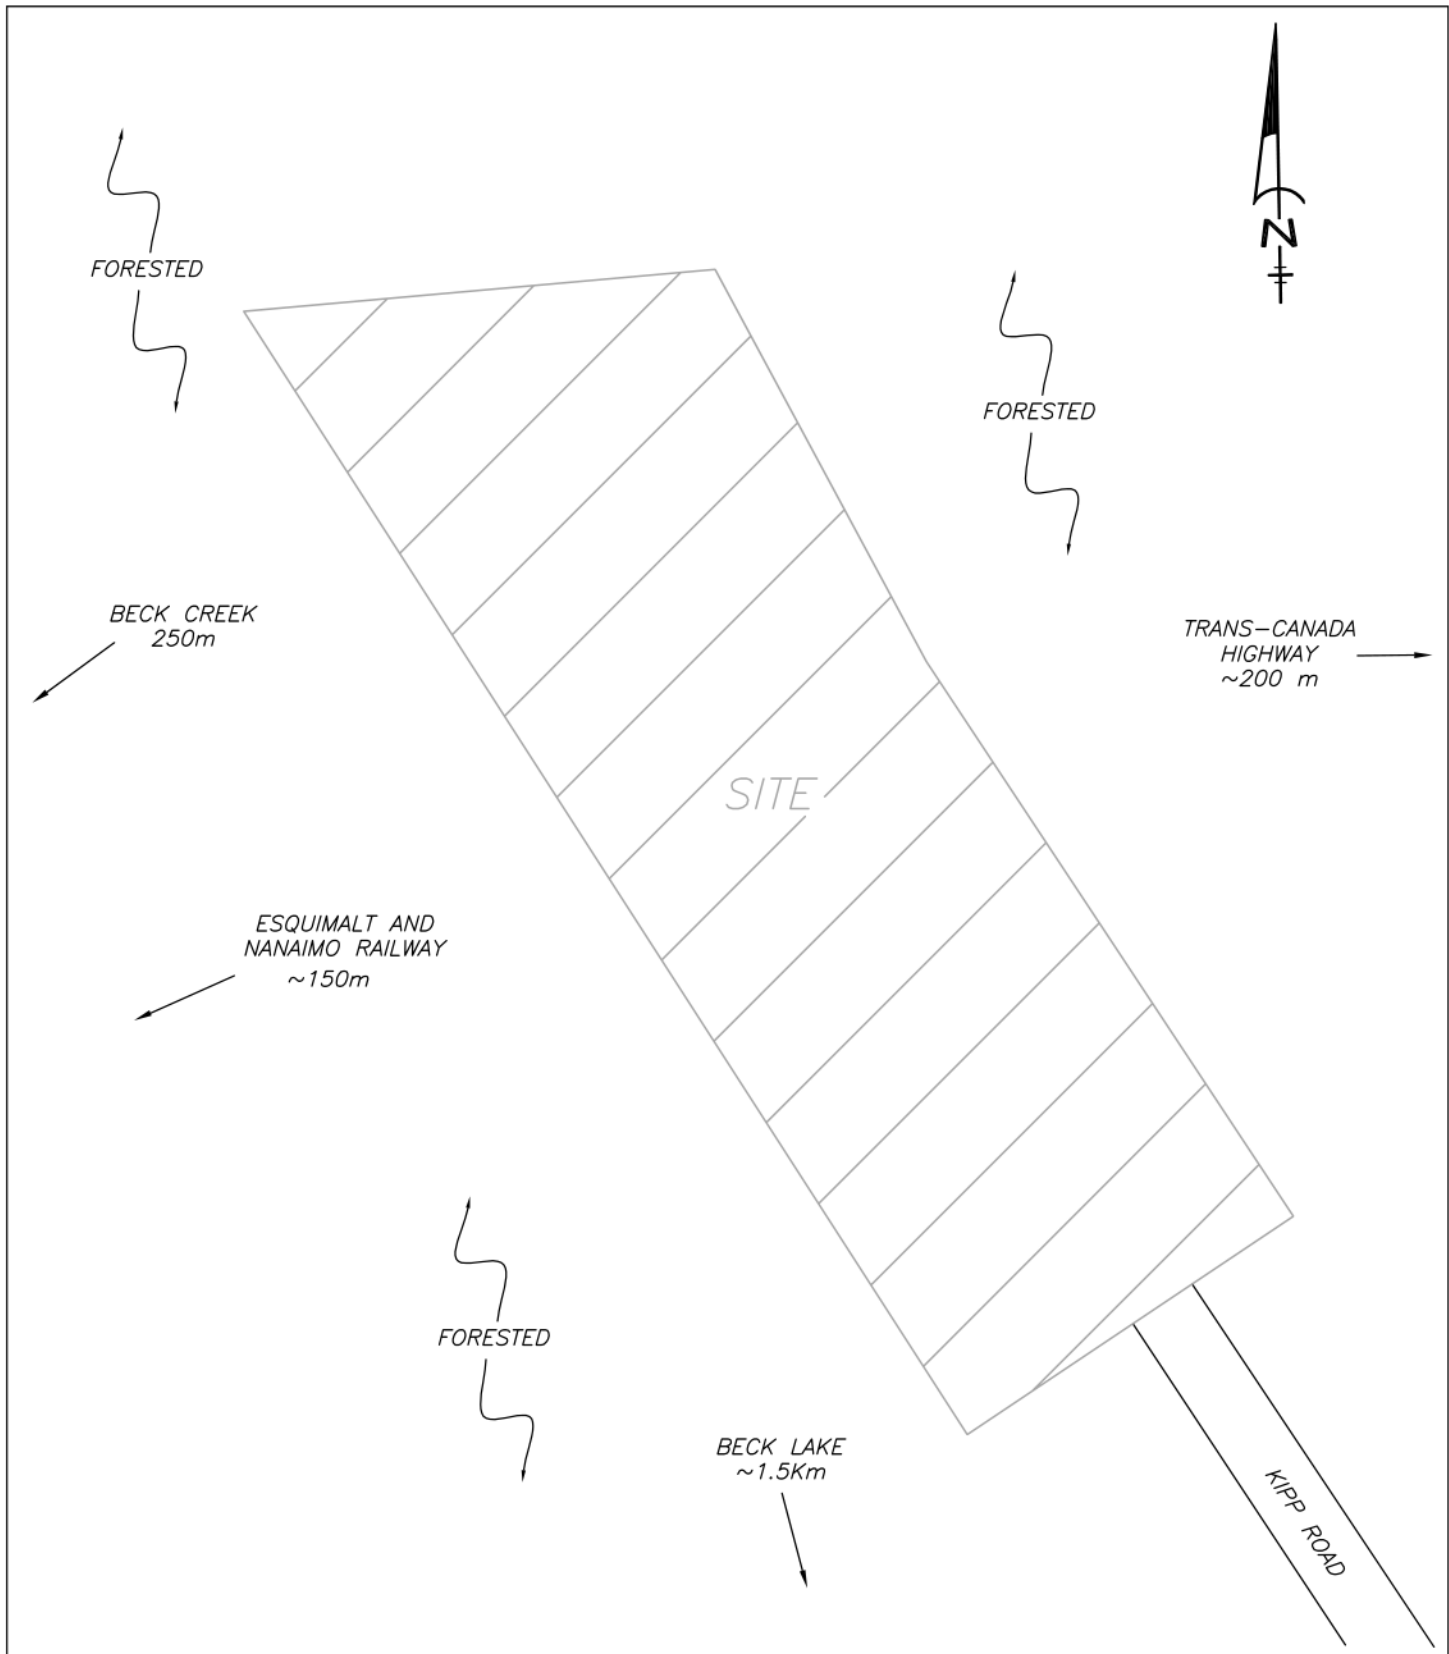 N
FORESTED
FORESTED
BECK CREEK
250m
TRANS-CANADA
HIGHWAY
~200 m
SITE
ESQUIMALT AND
NANAIMO RAILWAY
~150m
FORESTED
BECK LAKE
~1.5Km
KIPP ROAD